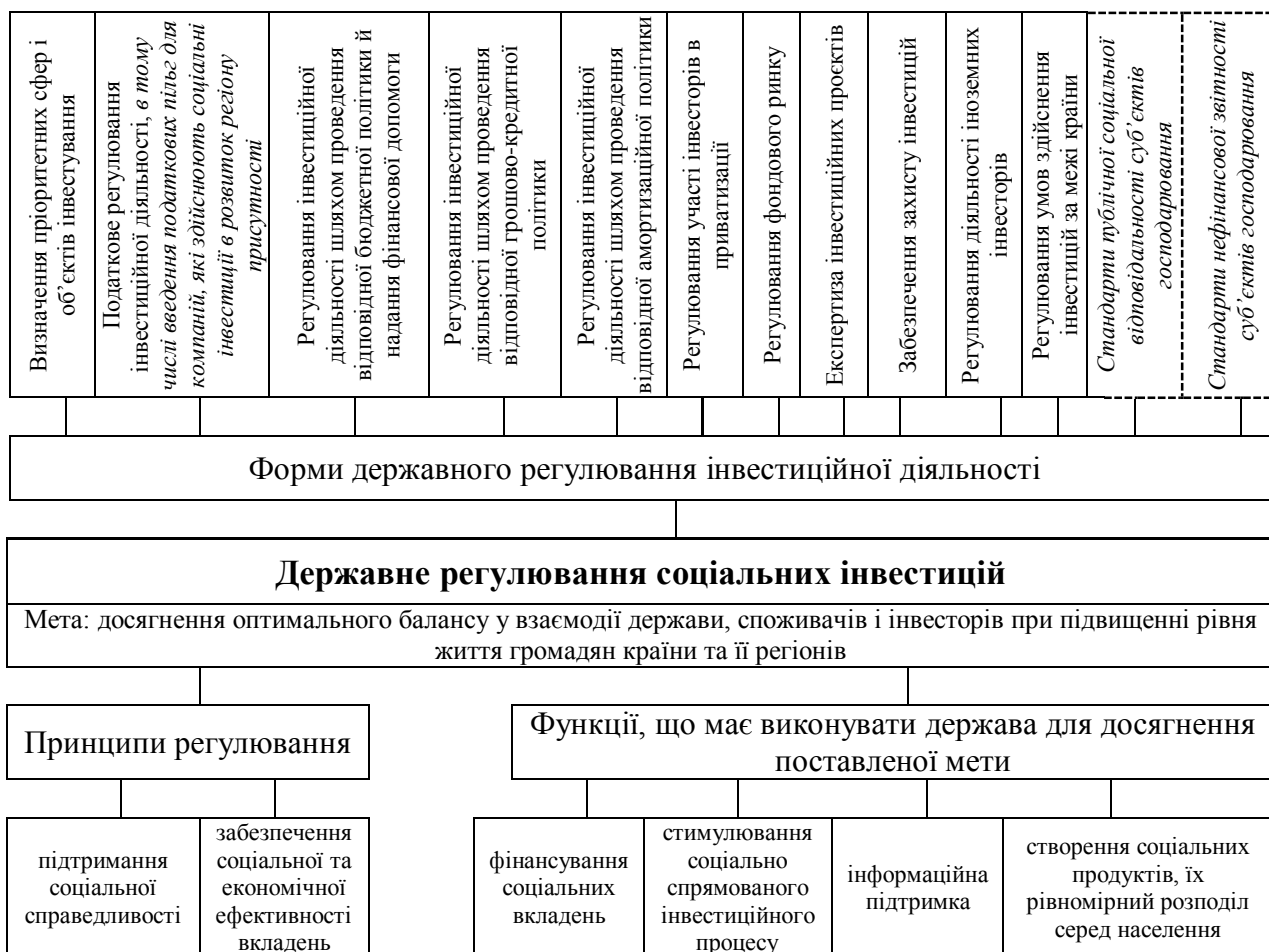 Визначення пріоритетних сфер і
об’єктів інвестування
Податкове регулювання
інвестиційної діяльності, в тому
числі введення податкових пільг для
компаній, які здійснюють соціальні
інвестиції в розвиток регіону
присутності
Регулювання інвестиційної
діяльності шляхом проведення
відповідної бюджетної політики й
надання фінансової допомоги
Регулювання інвестиційної
діяльності шляхом проведення
відповідної грошово-кредитної
політики
Регулювання інвестиційної
діяльності шляхом проведення
відповідної амортизаційної політики
Регулювання участі інвесторів в
приватизації
Регулювання фондового ринку
Експертиза інвестиційних проєктів
Забезпечення захисту інвестицій
Регулювання діяльності іноземних
інвесторів
Регулювання умов здійснення
інвестицій за межі країни
Стандарти публічної соціальної
відповідальності суб’єктів
господарювання
Стандарти нефінансової звітності
суб’єктів господарювання
Форми державного регулювання інвестиційної діяльності
Державне регулювання соціальних інвестицій
Мета: досягнення оптимального балансу у взаємодії держави, споживачів і інвесторів при підвищенні рівня
життя громадян країни та її регіонів
Принципи регулювання
Функції, що має виконувати держава для досягнення
поставленої мети
підтримання
соціальної
справедливості
забезпечення
соціальної та
економічної
ефективності
вкладень
фінансування
соціальних
вкладень
стимулювання
соціально
спрямованого
інвестиційного
процесу
інформаційна
підтримка
створення соціальних
продуктів, їх
рівномірний розподіл
серед населення